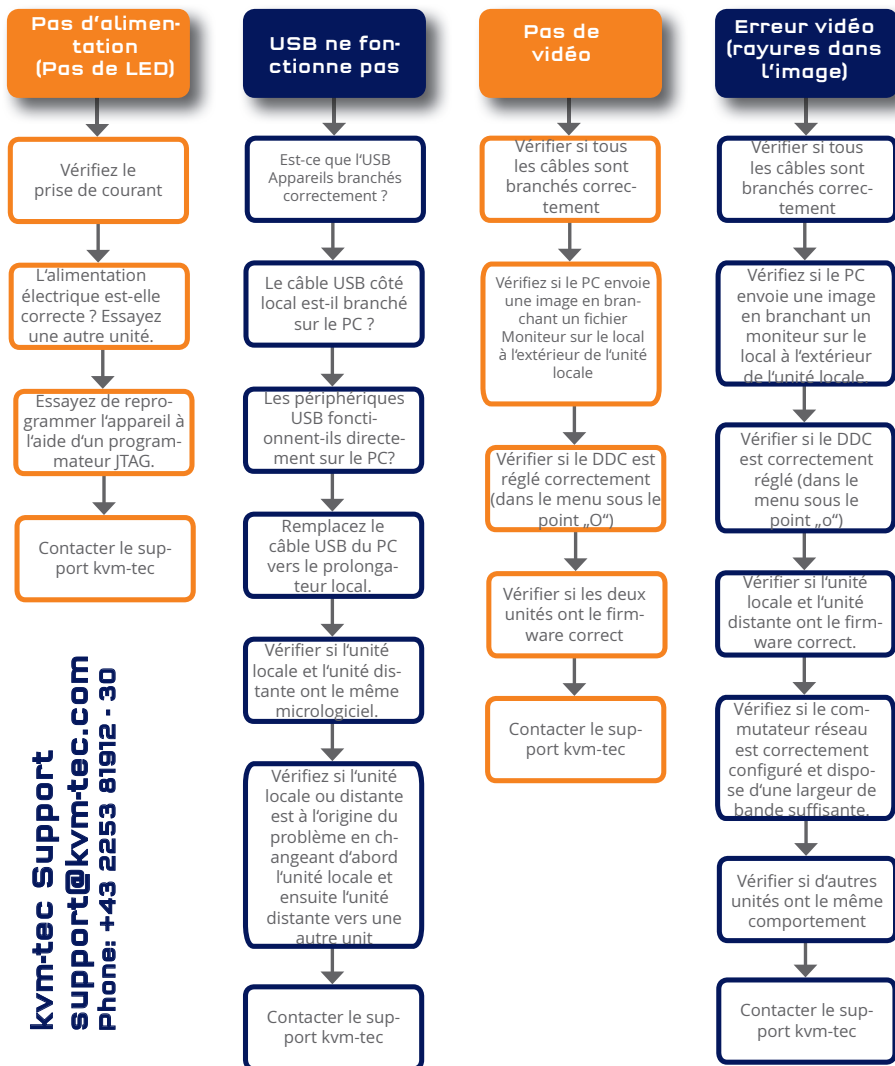 Pas d'alimen-
tation
(Pas de LED)
Vérifiez le
prise de courant
L'alimentation
électrique est-elle
correcte ? Essayez
une autre unité.
Essayez de repro-
grammer l'appareil à
l'aide d'un program-
mateur JTAG.
Contacter le sup-
port kvm-tec
USB ne fon-
ctionne pas
Est-ce que l'USB
Appareils branchés
correctement ?
Le câble USB côté
local est-il branché
sur le PC ?
Les périphériques
USB foncti-
onnent-ils directe-
ment sur le PC?
Remplacez le
câble USB du PC
vers le prolonga-
teur local.
Vérifier si l'unité
locale et l'unité dis-
tante ont le même
micrologiciel.
Vérifiez si l'unité
locale ou distante
est à l'origine du
problème en ch-
angeant d'abord
l'unité locale et
ensuite l'unité
distante vers une
autre unit
Contacter le sup-
port kvm-tec
Pas de
vidéo
Vérifier si tous
les câbles sont
branchés correc-
tement
Vérifiez si le PC envoie
une image en bran-
chant un fichier
Moniteur sur le local
à l'extérieur de l'unité
locale
Vérifier si le DDC est
réglé correctement
(dans le menu sous le
point „O“)
Vérifier si les deux
unités ont le firm-
ware correct
Contacter le sup-
port kvm-tec
Erreur vidéo
(rayures dans
l'image)
Vérifier si tous
les câbles sont
branchés correc-
tement
Vérifiez si le PC
envoie une image
en branchant un
moniteur sur le
local à l'extérieur
de l'unité locale.
Vérifier si le DDC
est correctement
réglé (dans le
menu sous le
point „o“)
Vérifier si l'unité
locale et l'unité
distante ont le firm-
ware correct.
Vérifiez si le com-
mutateur réseau
est correctement
configuré et dispo-
se d'une largeur de
bande suffisante.
Vérifier si d'autres
unités ont le même
comportement
Contacter le sup-
port kvm-tec
kvm-tec Support
support@kvm-tec.com
Phone: +43 2253 81912 - 30